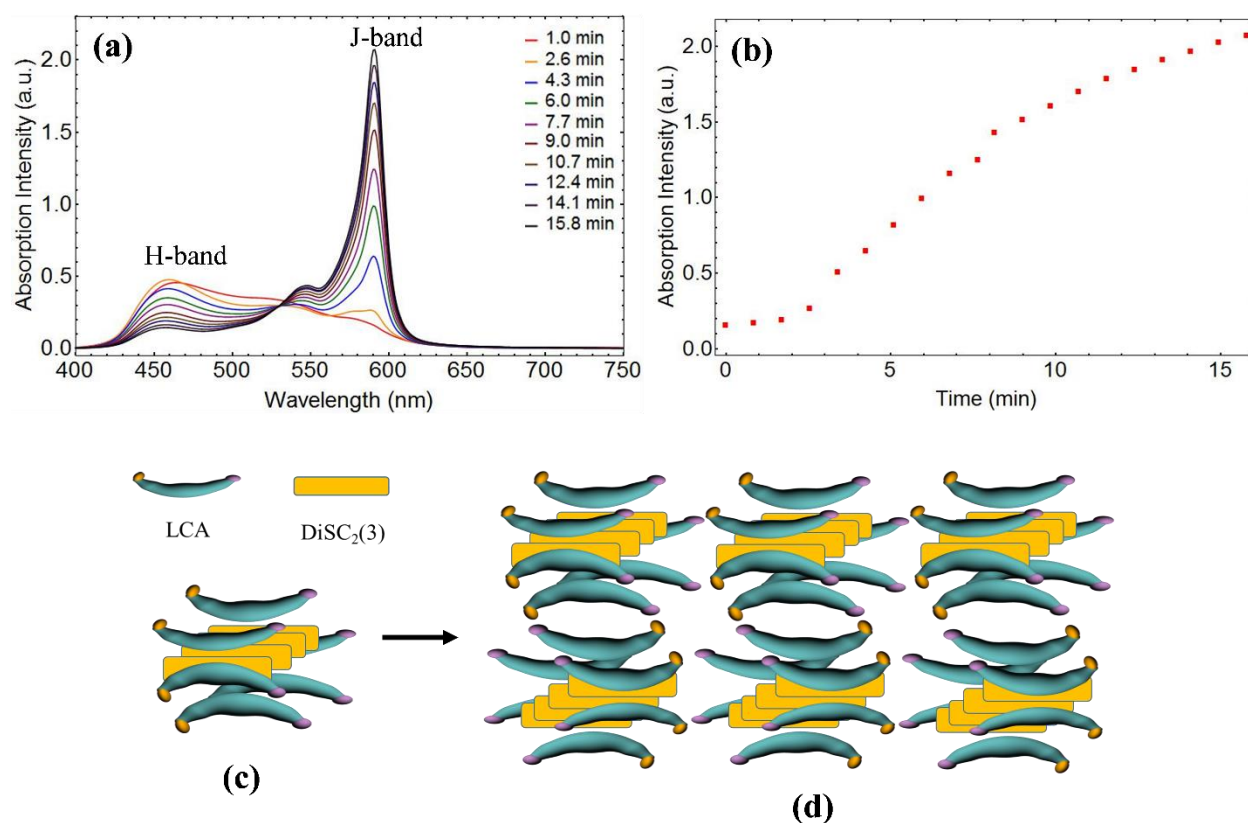 (a)
J-band
H-band
1.0 min
2.6 min
4.3 min
6.0 min
7.7 min
9.0 min
10.7 min
12.4 min
14.1 min
15.8 min
Absorption Intensity (a.u.)
2.0
1.5
1.0
0.5
0.0
400 450 500 550 600 650 700 750
Wavelength (nm)
(b)
Absorption Intensity (a.u.)
2.0
1.5
1.0
0.5
0.0
0 5 10 15
Time (min)
LCA
DiSC₂(3)
(c)
(d)